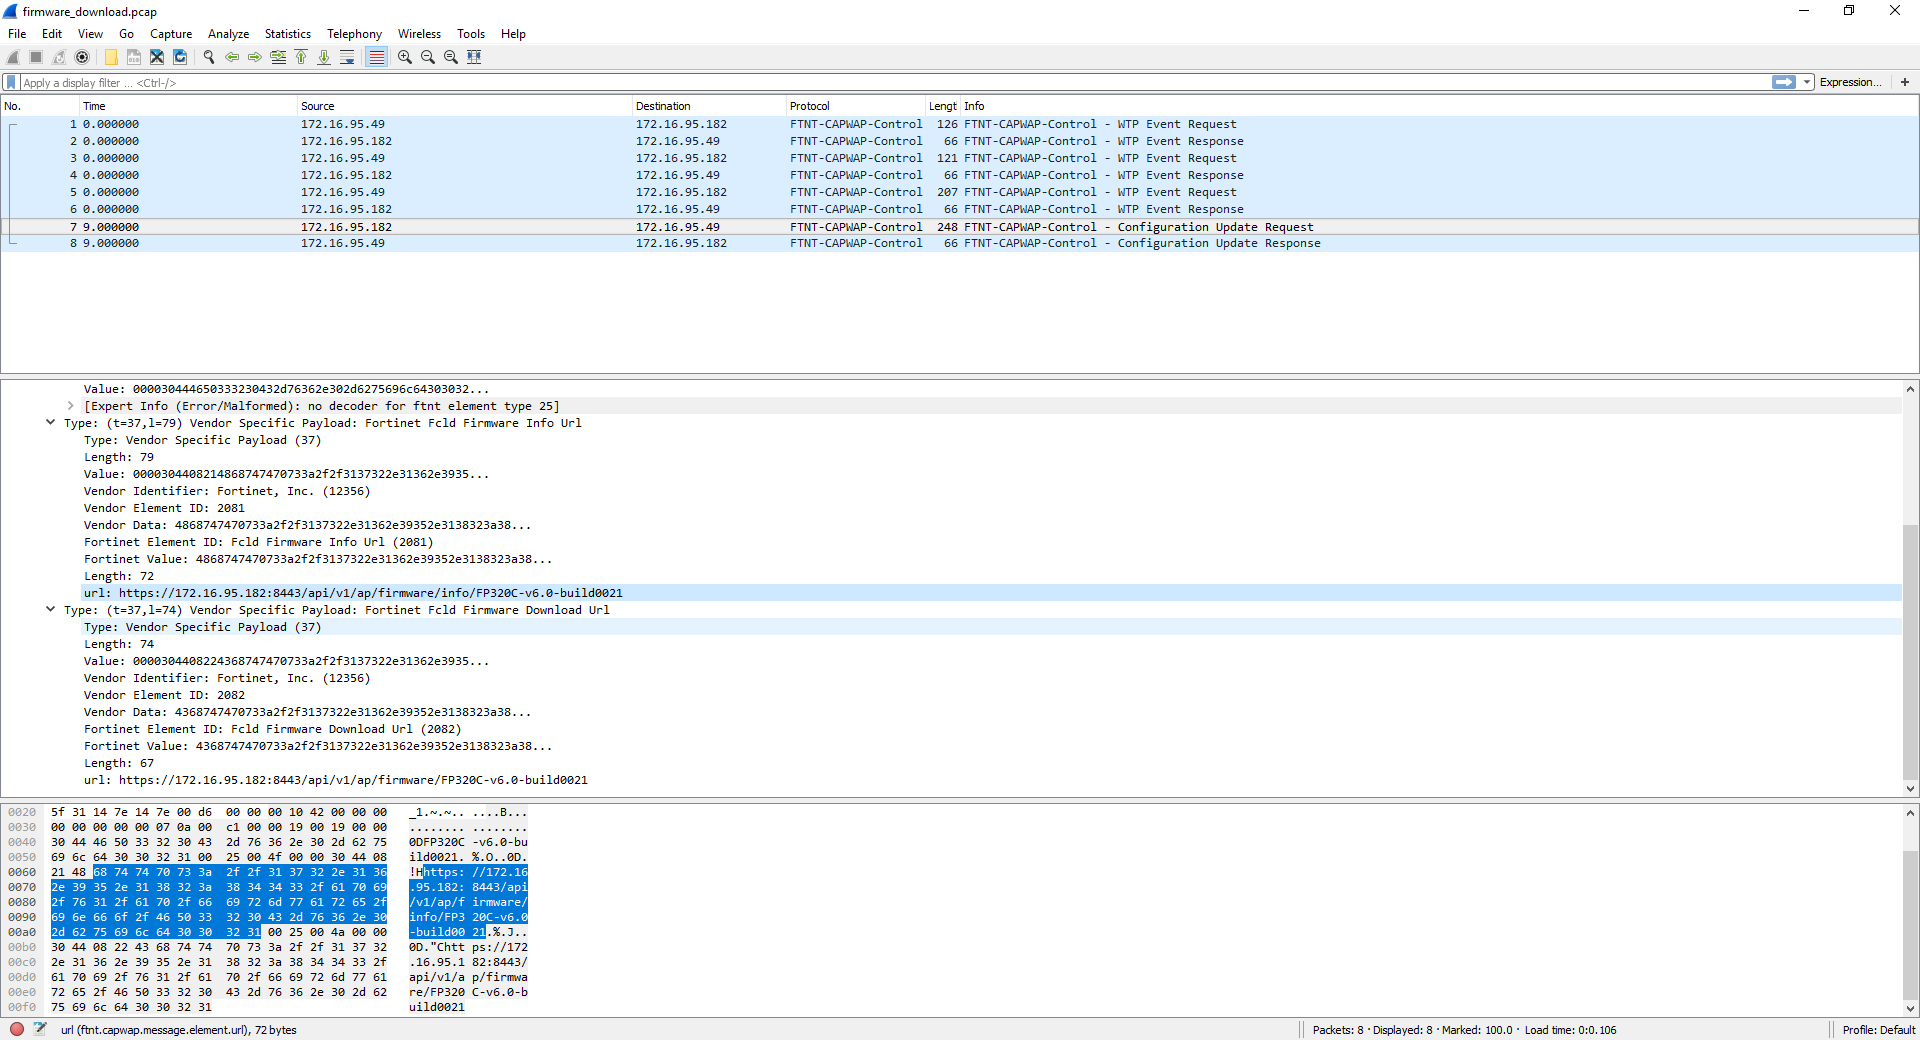 firmware_download.pcap
File Edit View Go Capture Analyze Statistics Telephony Wireless Tools Help
Apply a display filter ... <Ctrl-/> Expression... +
No. Time Source Destination Protocol Lengt Info
1 0.000000 172.16.95.49 172.16.95.182 FTNT-CAPWAP-Control 126 FTNT-CAPWAP-Control - WTP Event Request
2 0.000000 172.16.95.182 172.16.95.49 FTNT-CAPWAP-Control 66 FTNT-CAPWAP-Control - WTP Event Response
3 0.000000 172.16.95.49 172.16.95.182 FTNT-CAPWAP-Control 121 FTNT-CAPWAP-Control - WTP Event Request
4 0.000000 172.16.95.182 172.16.95.49 FTNT-CAPWAP-Control 66 FTNT-CAPWAP-Control - WTP Event Response
5 0.000000 172.16.95.49 172.16.95.182 FTNT-CAPWAP-Control 207 FTNT-CAPWAP-Control - WTP Event Request
6 0.000000 172.16.95.182 172.16.95.49 FTNT-CAPWAP-Control 66 FTNT-CAPWAP-Control - WTP Event Response
7 9.000000 172.16.95.182 172.16.95.49 FTNT-CAPWAP-Control 248 FTNT-CAPWAP-Control - Configuration Update Request
8 9.000000 172.16.95.49 172.16.95.182 FTNT-CAPWAP-Control 66 FTNT-CAPWAP-Control - Configuration Update Response
Value: 000030444650333230432d76362e302d6275696c64303032...
[Expert Info (Error/Malformed): no decoder for ftnt element type 25]
Type: (t=37,l=79) Vendor Specific Payload: Fortinet Fcld Firmware Info Url
Type: Vendor Specific Payload (37)
Length: 79
Value: 0000304408214868747470733a2f2f3137322e31362e3935...
Vendor Identifier: Fortinet, Inc. (12356)
Vendor Element ID: 2081
Vendor Data: 4868747470733a2f2f3137322e31362e39352e3138323a38...
Fortinet Element ID: Fcld Firmware Info Url (2081)
Fortinet Value: 4868747470733a2f2f3137322e31362e39352e3138323a38...
Length: 72
url: https://172.16.95.182:8443/api/v1/ap/firmware/info/FP320C-v6.0-build0021
Type: (t=37,l=74) Vendor Specific Payload: Fortinet Fcld Firmware Download Url
Type: Vendor Specific Payload (37)
Length: 74
Value: 0000304408224368747470733a2f2f3137322e31362e3935...
Vendor Identifier: Fortinet, Inc. (12356)
Vendor Element ID: 2082
Vendor Data: 4368747470733a2f2f3137322e31362e39352e3138323a38...
Fortinet Element ID: Fcld Firmware Download Url (2082)
Fortinet Value: 4368747470733a2f2f3137322e31362e39352e3138323a38...
Length: 67
url: https://172.16.95.182:8443/api/v1/ap/firmware/FP320C-v6.0-build0021
0020 5f 31 14 7e 14 7e 00 d6 00 00 00 10 42 00 00 00 _1.~.~.. ....B...
0030 00 00 00 00 00 07 0a 00 c1 00 00 19 00 19 00 00 ........ ........
0040 30 44 46 50 33 32 30 43 2d 76 36 2e 30 2d 62 75 0DFP320C -v6.0-bu
0050 69 6c 64 30 30 32 31 00 25 00 4f 00 00 30 44 08 ild0021. %.O..0D.
0060 21 48 68 74 74 70 73 3a 2f 2f 31 37 32 2e 31 36 !Hhttps: //172.16
0070 2e 39 35 2e 31 38 32 3a 38 34 34 33 2f 61 70 69 .95.182: 8443/api
0080 2f 76 31 2f 61 70 2f 66 69 72 6d 77 61 72 65 2f /v1/ap/f irmware/
0090 69 6e 66 6f 2f 46 50 33 32 30 43 2d 76 36 2e 30 info/FP3 20C-v6.0
00a0 2d 62 75 69 6c 64 30 30 32 31 00 25 00 4a 00 00 -build00 21.%.J..
00b0 30 44 08 22 43 68 74 74 70 73 3a 2f 2f 31 37 32 0D."Chtt ps://172
00c0 2e 31 36 2e 39 35 2e 31 38 32 3a 38 34 34 33 2f .16.95.1 82:8443/
00d0 61 70 69 2f 76 31 2f 61 70 2f 66 69 72 6d 77 61 api/v1/a p/firmwa
00e0 72 65 2f 46 50 33 32 30 43 2d 76 36 2e 30 2d 62 re/FP320 C-v6.0-b
00f0 75 69 6c 64 30 30 32 31 uild0021
url (ftnt.capwap.message.element.url), 72 bytes Packets: 8 · Displayed: 8 · Marked: 100.0 · Load time: 0:0.106 Profile: Default